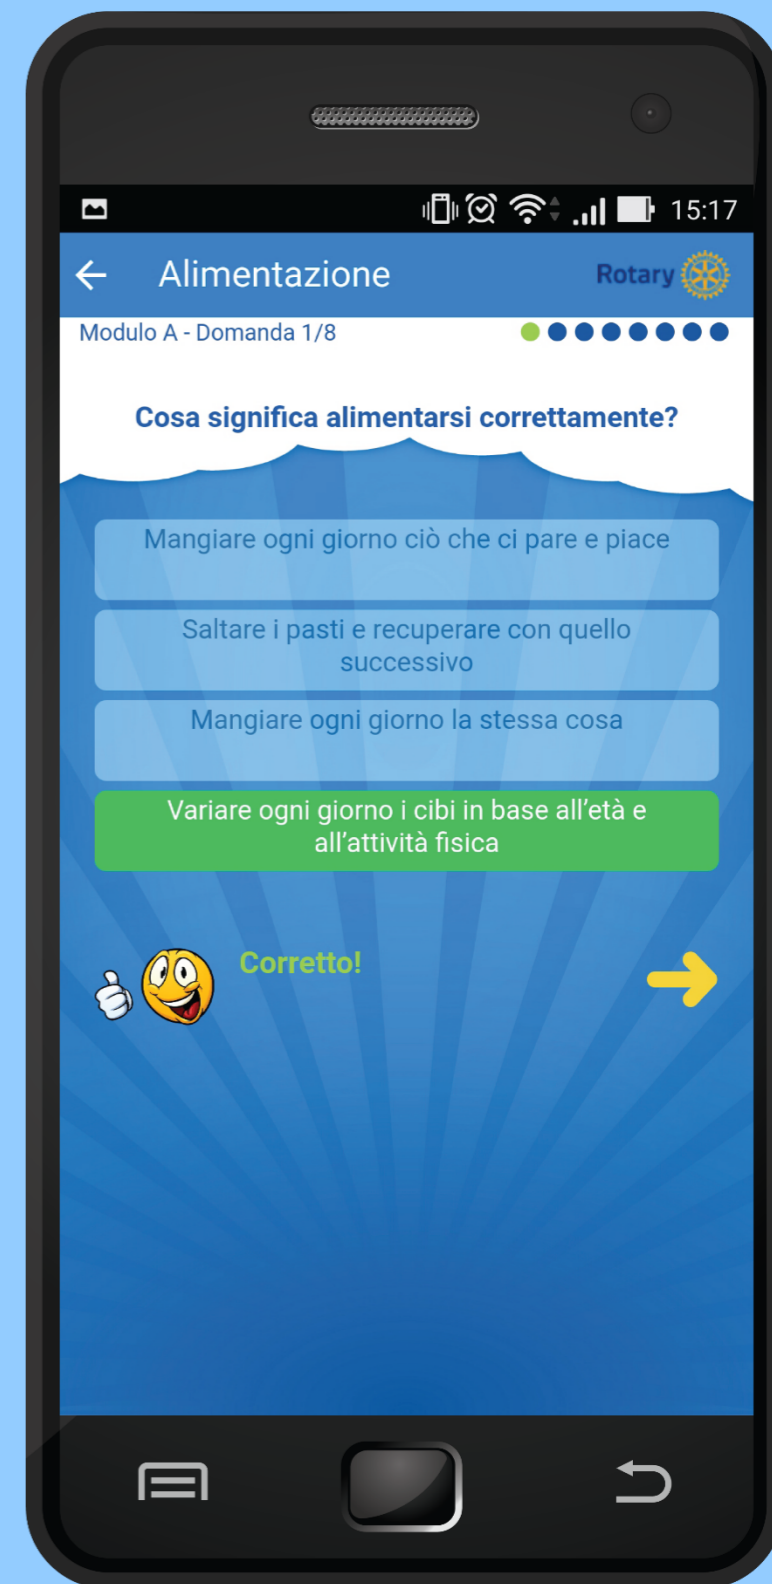 15:17
Alimentazione
Rotary
Modulo A - Domanda 1/8
Cosa significa alimentarsi correttamente?
Mangiare ogni giorno ciò che ci pare e piace
Saltare i pasti e recuperare con quello
successivo
Mangiare ogni giorno la stessa cosa
Variare ogni giorno i cibi in base all’età e
all’attività fisica
Corretto!